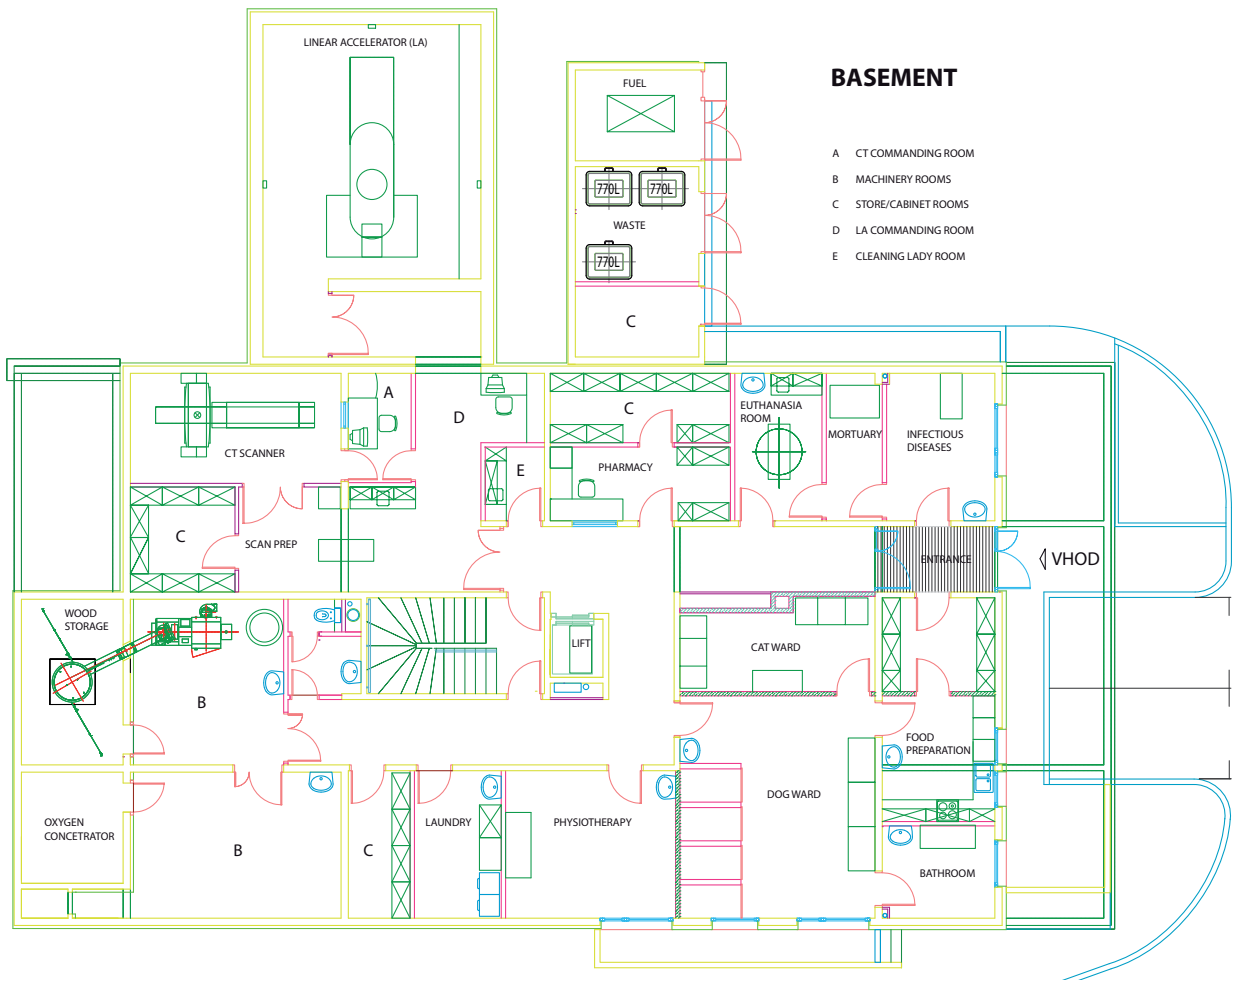 LINEAR ACCELERATOR (LA)
FUEL
BASEMENT
A CT COMMANDING ROOM
B MACHINERY ROOMS
C STORE/CABINET ROOMS
D LA COMMANDING ROOM
E CLEANING LADY ROOM
770L
770L
WASTE
770L
C
A
D
C
EUTHANASIA
ROOM
MORTUARY
INFECTIOUS
DISEASES
CT SCANNER
E
PHARMACY
C
SCAN PREP
ENTRANCE
VHOD
WOOD
STORAGE
LIFT
CAT WARD
B
FOOD
PREPARATION
DOG WARD
OXYGEN
CONCETRATOR
B
C
LAUNDRY
PHYSIOTHERAPY
BATHROOM